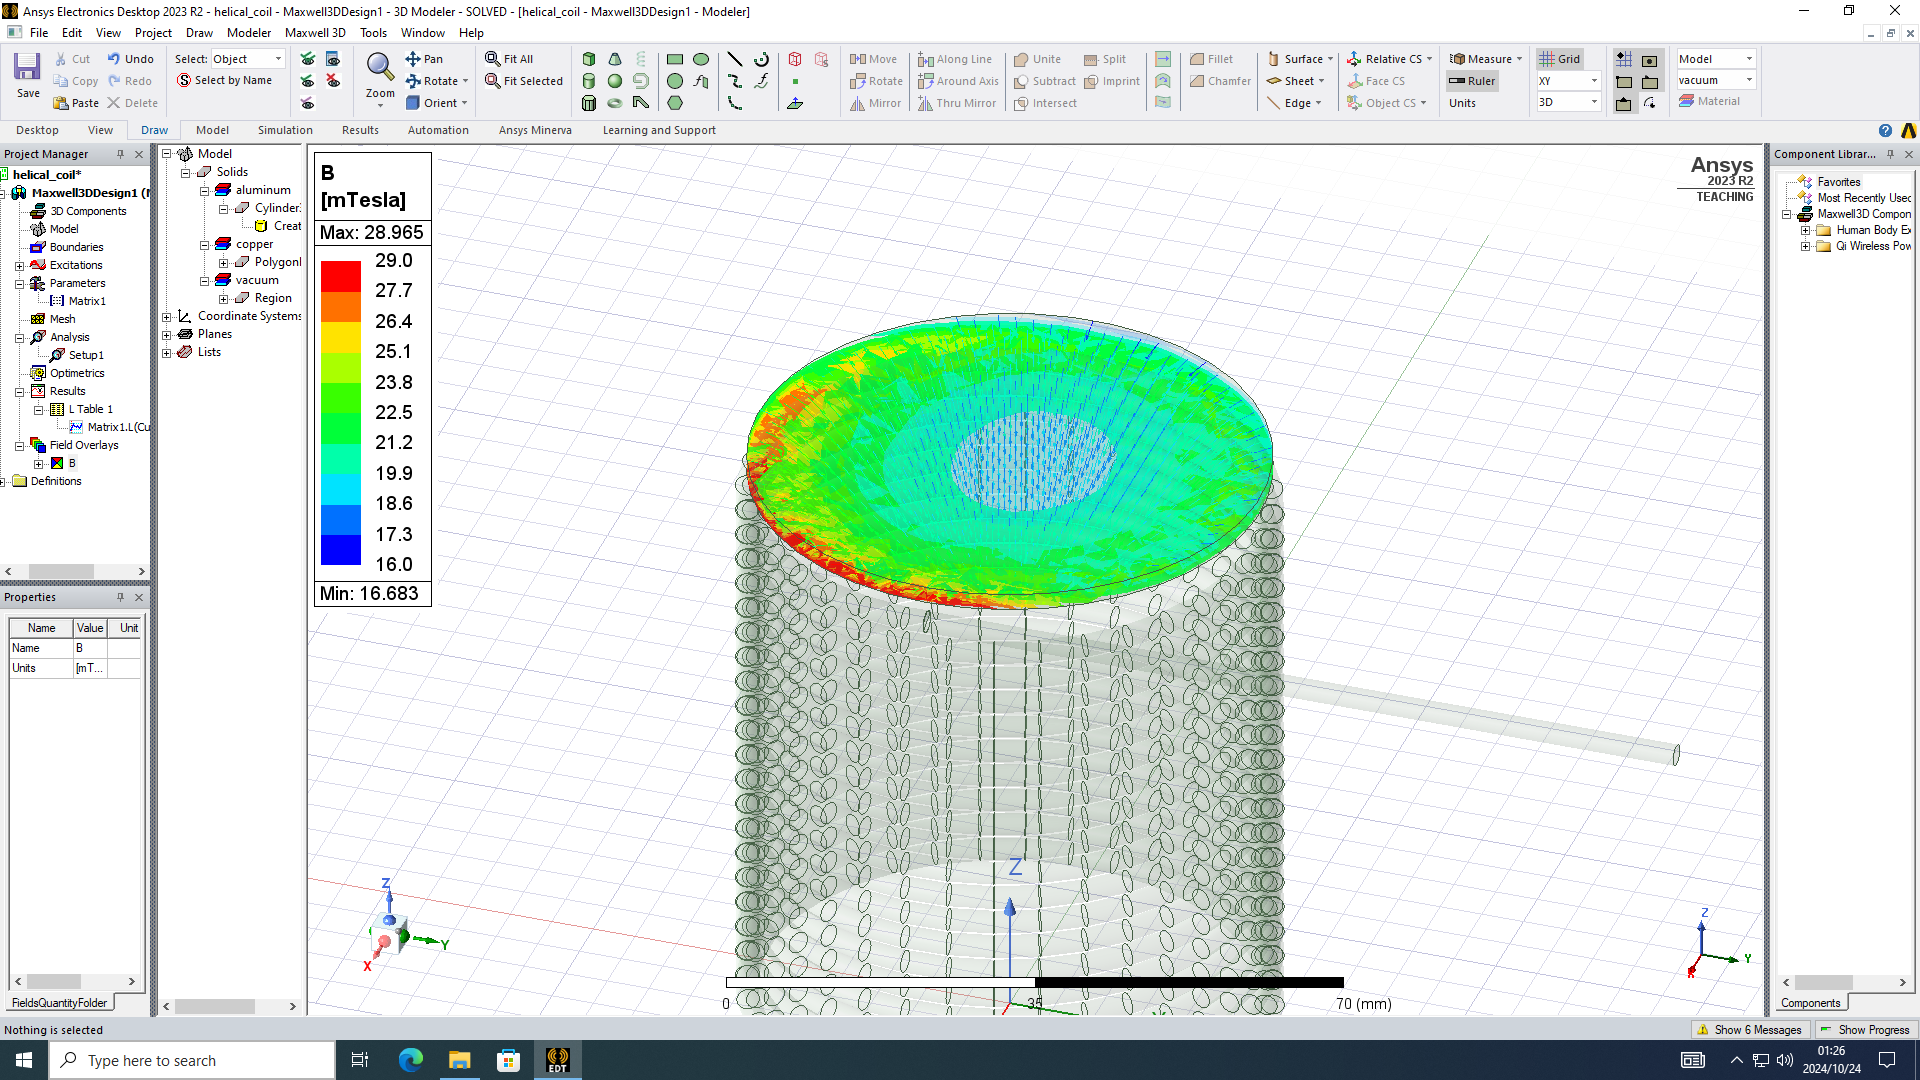 Ansys Electronics Desktop 2023 R2 - helical_coil - Maxwell3DDesign1 - 3D Modeler - SOLVED - [helical_coil - Maxwell3DDesign1 - Modeler]
File Edit View Project Draw Modeler Maxwell 3D Tools Window Help
Save
Cut
Copy
Paste
Undo
Redo
Delete
Select: Object
Select by Name
Zoom
Pan
Rotate
Orient
Fit All
Fit Selected
Move
Rotate
Mirror
Along Line
Around Axis
Thru Mirror
Unite
Subtract
Intersect
Split
Imprint
Fillet
Chamfer
Surface
Sheet
Edge
Relative CS
Face CS
Object CS
Measure
Ruler
Units
Grid
XY
3D
Model
vacuum
Material
Desktop View Draw Model Simulation Results Automation Ansys Minerva Learning and Support
Project Manager
helical_coil*
Maxwell3DDesign1 (
3D Components
Model
Boundaries
Excitations
Parameters
Matrix1
Mesh
Analysis
Setup1
Optimetrics
Results
L Table 1
Matrix1.L(Cu
Field Overlays
B
Definitions
Properties
Name Value Unit
Name B
Units [mT...
FieldsQuantityFolder
Model
Solids
aluminum
Cylinder
Creat
copper
Polygon
vacuum
Region
Coordinate Systems
Planes
Lists
B
[mTesla]
Max: 28.965
29.0
27.7
26.4
25.1
23.8
22.5
21.2
19.9
18.6
17.3
16.0
Min: 16.683
Ansys
2023 R2
TEACHING
Z
Z
Y
X
Z
Y
X
0 35 70 (mm)
Component Librar...
Favorites
Most Recently Used
Maxwell3D Compon
Human Body Ex
Qi Wireless Pow
Components
Nothing is selected
Show 6 Messages
Show Progress
Type here to search
EDT
01:26
2024/10/24